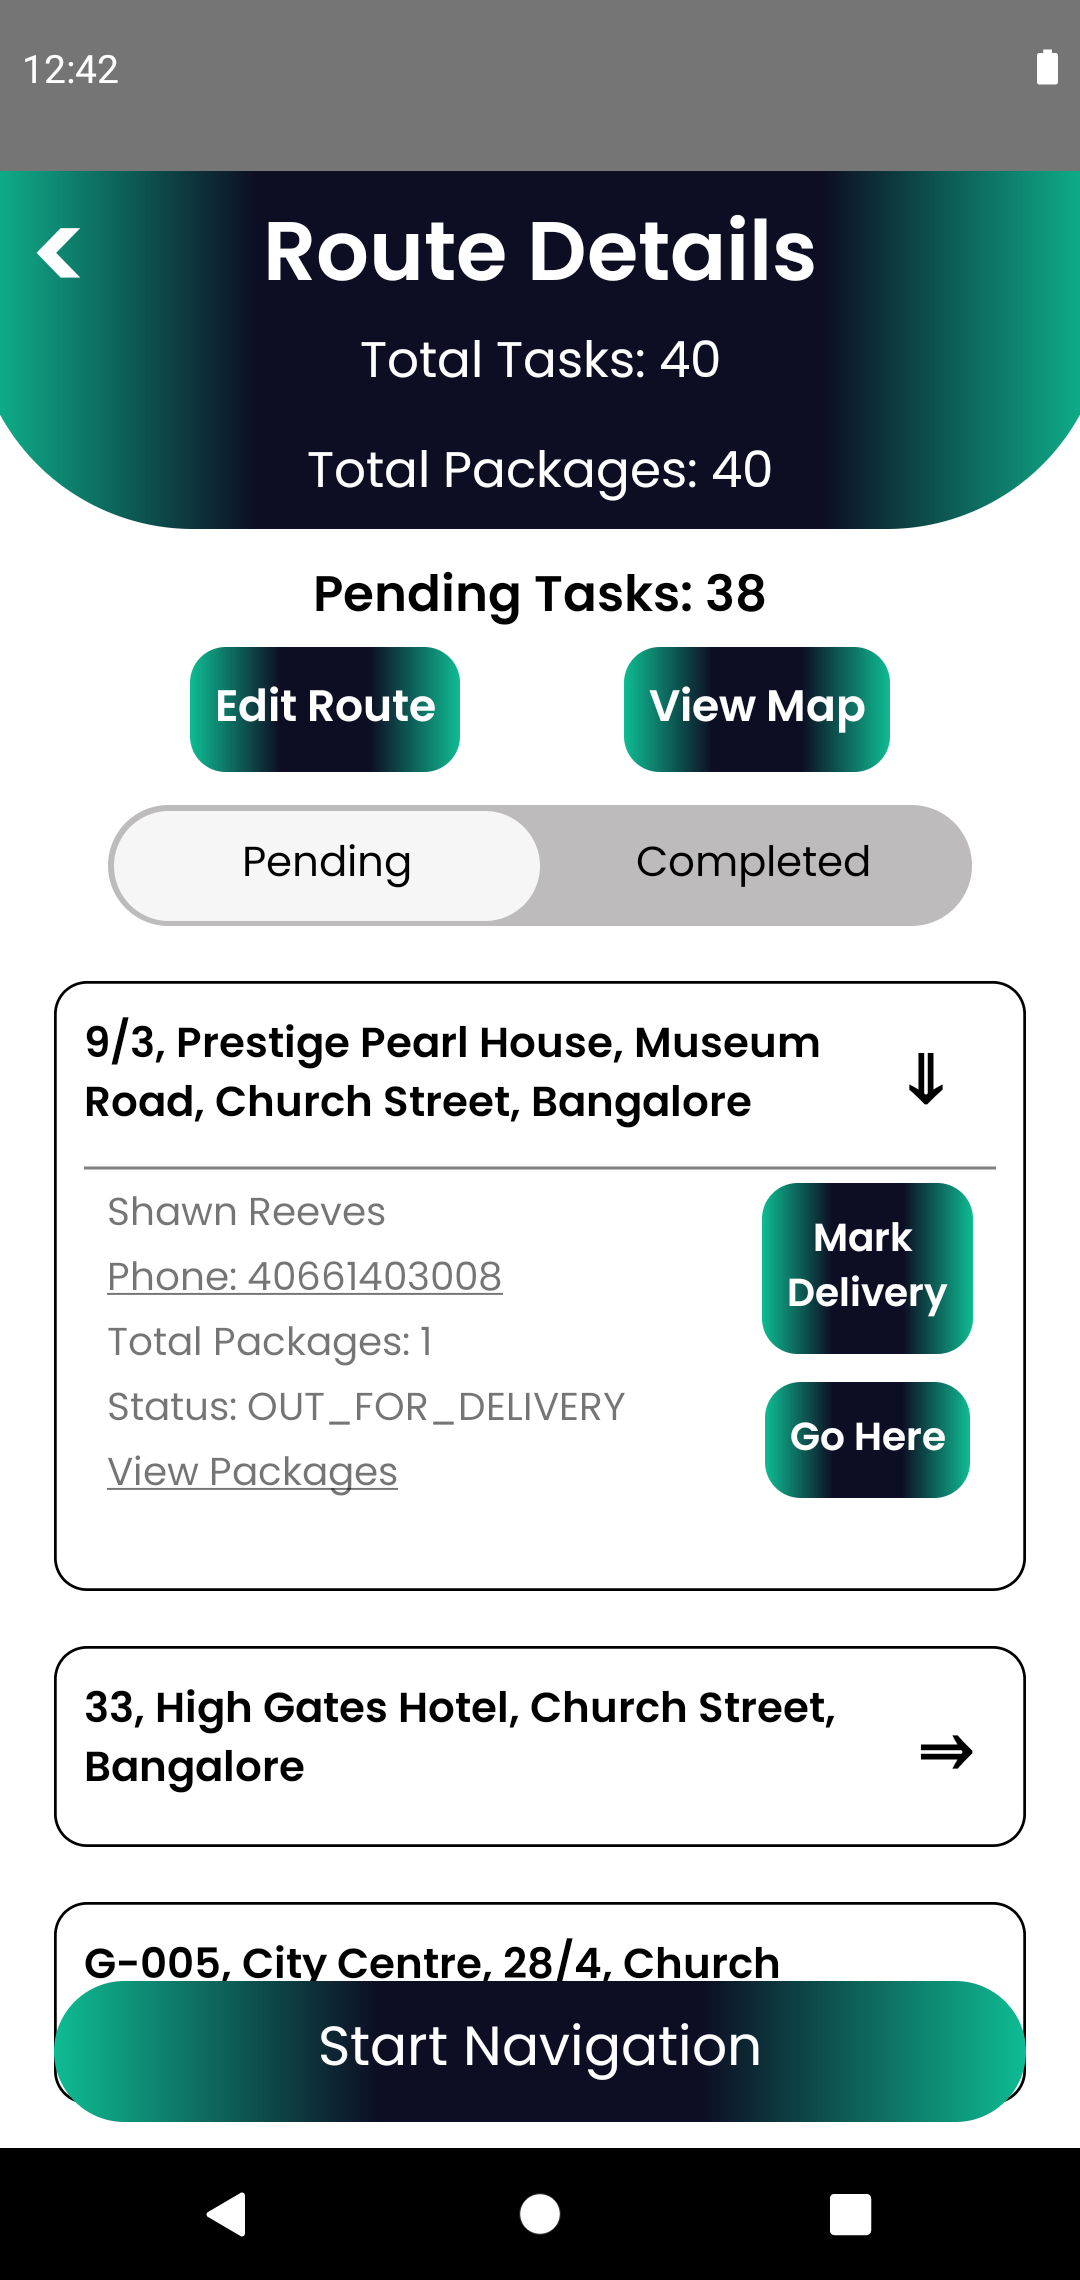 12:42
Route Details
Total Tasks: 40
Total Packages: 40
Pending Tasks: 38
Edit Route
View Map
Pending
Completed
9/3, Prestige Pearl House, Museum
Road, Church Street, Bangalore
Shawn Reeves
Phone: 40661403008
Total Packages: 1
Status: OUT_FOR_DELIVERY
View Packages
Mark
Delivery
Go Here
33, High Gates Hotel, Church Street,
Bangalore
G-005, City Centre, 28/4, Church
Start Navigation